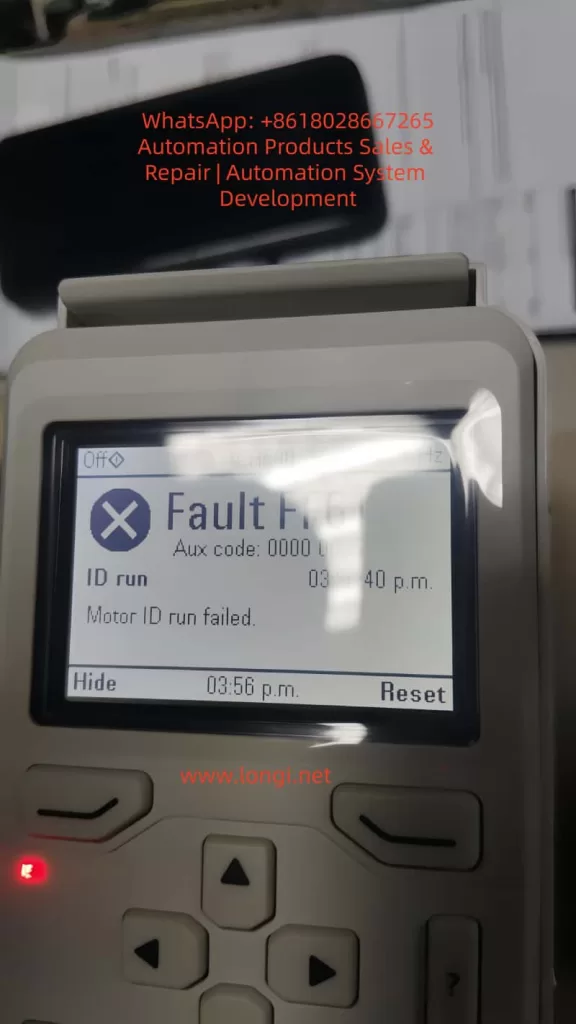 WhatsApp: +8618028667265
Automation Products Sales &
Repair | Automation System
Development
Off
Hz
Fault
Aux code: 0000
ID run 40 p.m.
Motor ID run failed.
Hide 03:56 p.m. Reset
www.longi.net
?